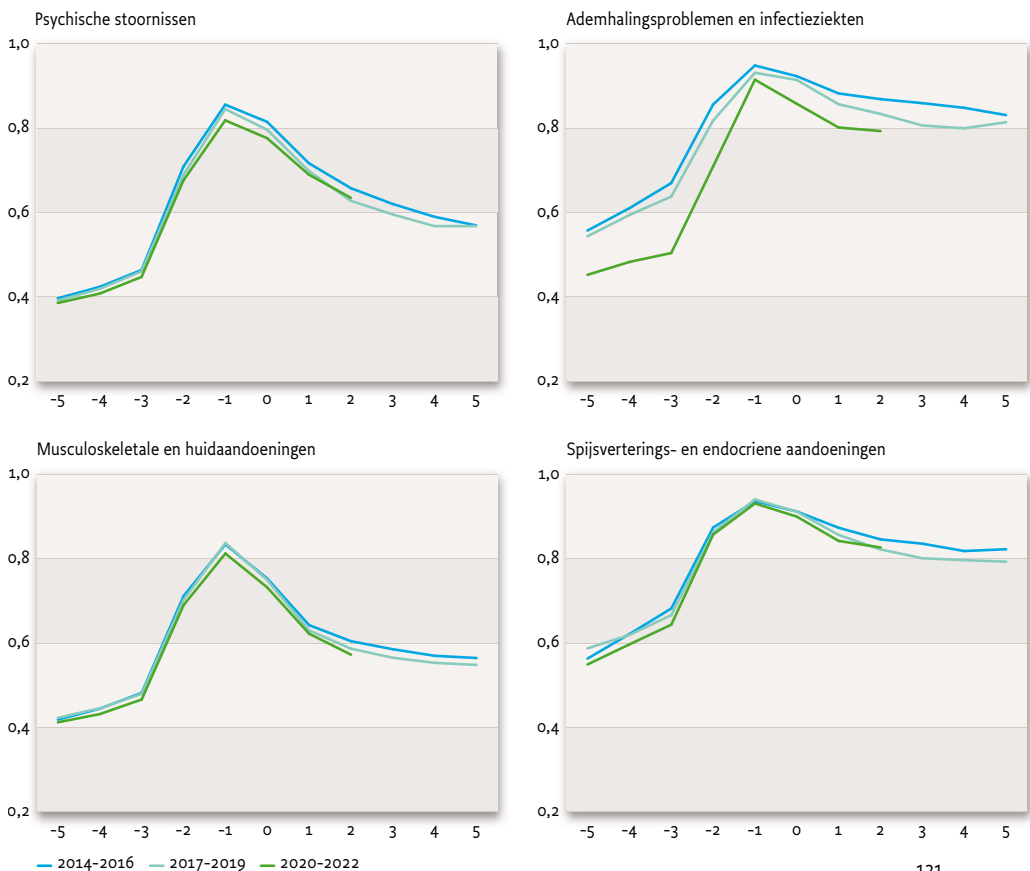 Psychische stoornissen
1,0
0,8
0,6
0,4
0,2
-5 -4 -3 -2 -1 0 1 2 3 4 5
Ademhalingsproblemen en infectieziekten
1,0
0,8
0,6
0,4
0,2
-5 -4 -3 -2 -1 0 1 2 3 4 5
Musculoskeletale en huidaandoeningen
1,0
0,8
0,6
0,4
0,2
-5 -4 -3 -2 -1 0 1 2 3 4 5
Spijsverterings- en endocriene aandoeningen
1,0
0,8
0,6
0,4
0,2
-5 -4 -3 -2 -1 0 1 2 3 4 5
2014-2016 2017-2019 2020-2022